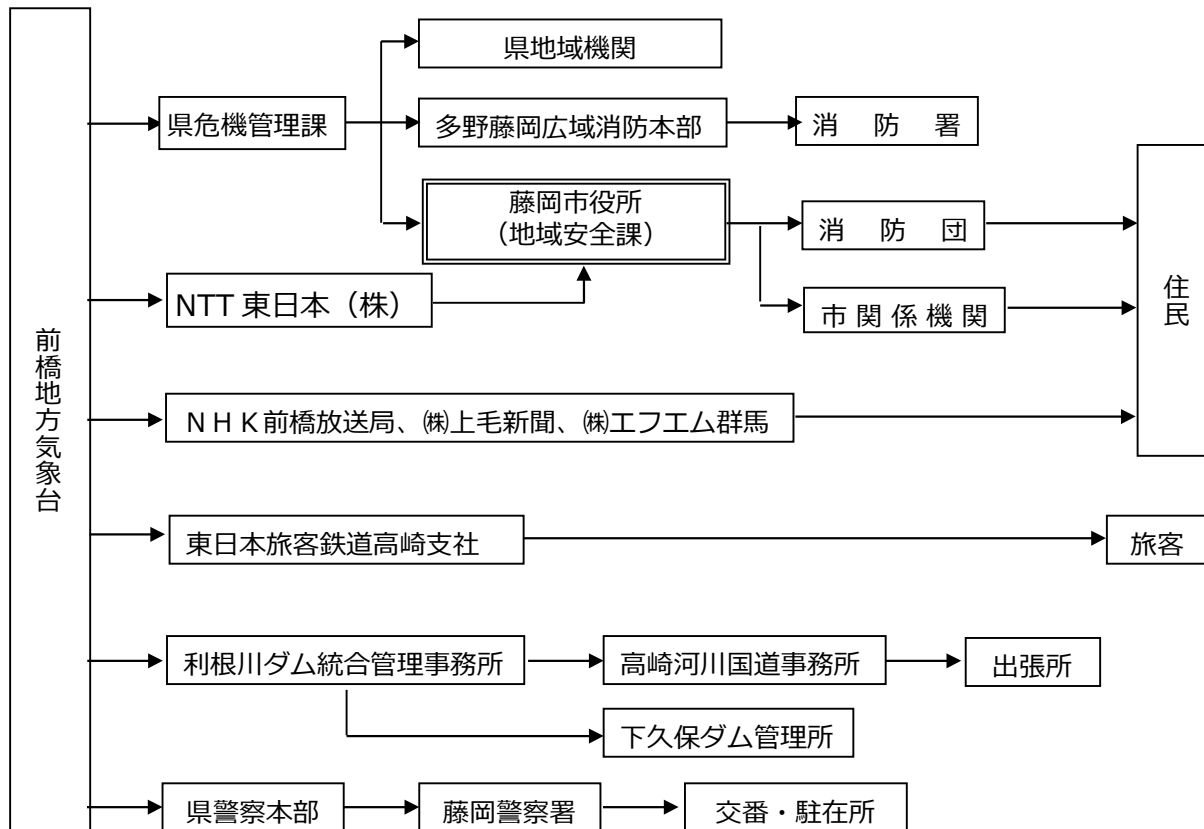 県地域機関
県危機管理課
多野藤岡広域消防本部
消防署
藤岡市役所
（地域安全課）
消防団
NTT 東日本（株）
市関係機関
住民
前橋地方気象台
ＮＨＫ前橋放送局、㈱上毛新聞、㈱エフエム群馬
東日本旅客鉄道高崎支社
旅客
利根川ダム統合管理事務所
高崎河川国道事務所
出張所
下久保ダム管理所
県警察本部
藤岡警察署
交番・駐在所